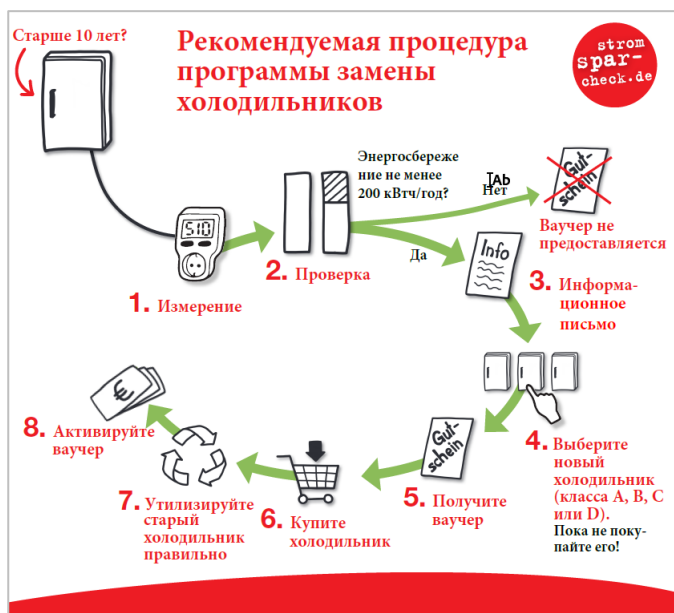 Старше 10 лет?
Рекомендуемая процедура
программы замены
холодильников
strom
spar-
check.de
510
1. Измерение
2. Проверка
Энергосбереже
ние не менее
200 кВтч/год?
TAb
Нет
Gut-
schein
Ваучер не
предоставляется
Да
Info
3. Информа-
ционное
письмо
4. Выберите
новый
холодильник
(класса A, B, C
или D).
Пока не поку-
пайте его!
Gut-
schein
5. Получите
ваучер
6. Купите
холодильник
7. Утилизируйте
старый
холодильник
правильно
€
8. Активируйте
ваучер